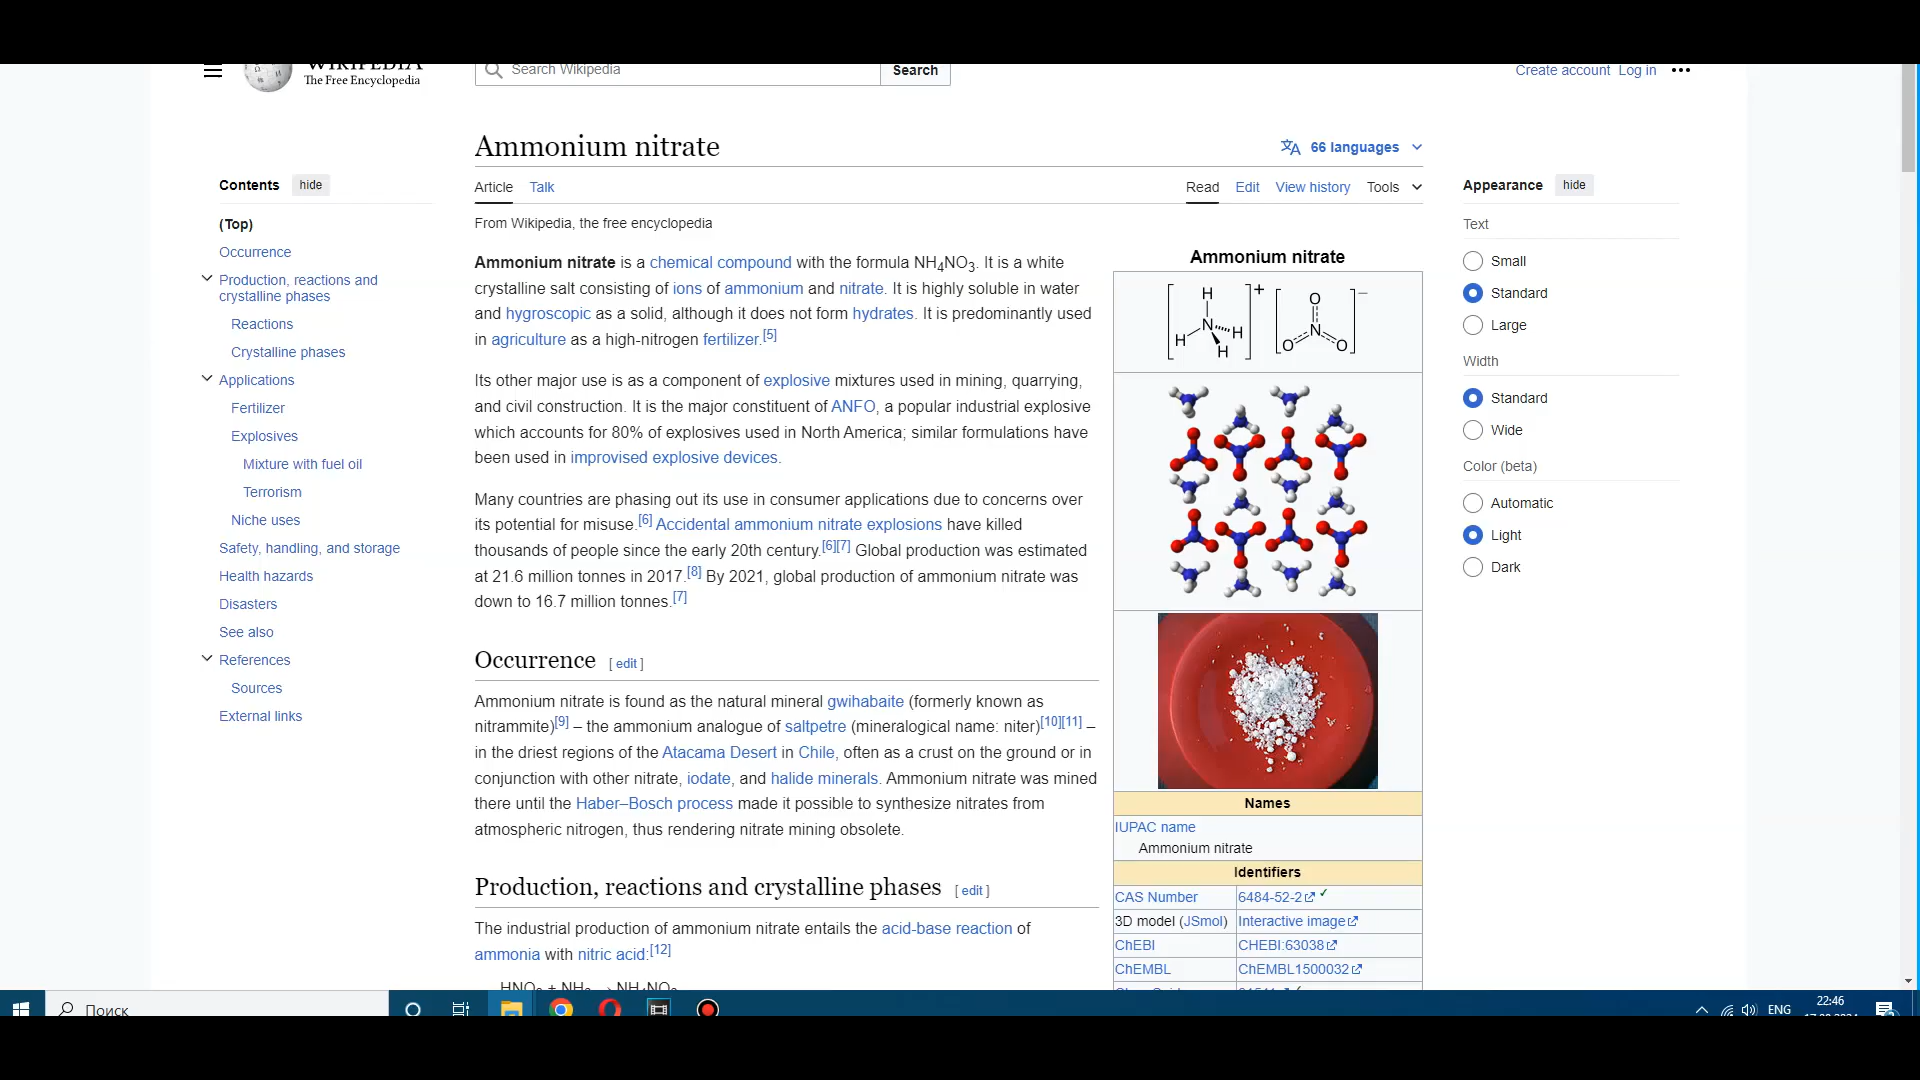 WIKIPEDIA
The Free Encyclopedia
Search Wikipedia
Search
Create account Log in
Ammonium nitrate
66 languages
Contents hide
Article Talk
Read Edit View history Tools
Appearance hide
From Wikipedia, the free encyclopedia
(Top)
Occurrence
Production, reactions and
crystalline phases
Reactions
Crystalline phases
Applications
Fertilizer
Explosives
Mixture with fuel oil
Terrorism
Niche uses
Safety, handling, and storage
Health hazards
Disasters
See also
References
Sources
External links
Ammonium nitrate is a chemical compound with the formula NH4NO3. It is a white
crystalline salt consisting of ions of ammonium and nitrate. It is highly soluble in water
and hygroscopic as a solid, although it does not form hydrates. It is predominantly used
in agriculture as a high-nitrogen fertilizer.[5]
Its other major use is as a component of explosive mixtures used in mining, quarrying,
and civil construction. It is the major constituent of ANFO, a popular industrial explosive
which accounts for 80% of explosives used in North America; similar formulations have
been used in improvised explosive devices.
Many countries are phasing out its use in consumer applications due to concerns over
its potential for misuse.[6] Accidental ammonium nitrate explosions have killed
thousands of people since the early 20th century.[6][7] Global production was estimated
at 21.6 million tonnes in 2017.[8] By 2021, global production of ammonium nitrate was
down to 16.7 million tonnes.[7]
Occurrence [ edit ]
Ammonium nitrate is found as the natural mineral gwihabaite (formerly known as
nitrammite)[9] – the ammonium analogue of saltpetre (mineralogical name: niter)[10][11] –
in the driest regions of the Atacama Desert in Chile, often as a crust on the ground or in
conjunction with other nitrate, iodate, and halide minerals. Ammonium nitrate was mined
there until the Haber–Bosch process made it possible to synthesize nitrates from
atmospheric nitrogen, thus rendering nitrate mining obsolete.
Production, reactions and crystalline phases [ edit ]
The industrial production of ammonium nitrate entails the acid-base reaction of
ammonia with nitric acid:[12]
HNO3 + NH3 → NH4NO3
Ammonium nitrate
H
N
H
H
H
+
O
N
O
O
−
Names
IUPAC name
Ammonium nitrate
Identifiers
CAS Number 6484-52-2
3D model (JSmol) Interactive image
ChEBI CHEBI:63038
ChEMBL ChEMBL1500032
Text
Small
Standard
Large
Width
Standard
Wide
Color (beta)
Automatic
Light
Dark
Поиск
ENG
22:46